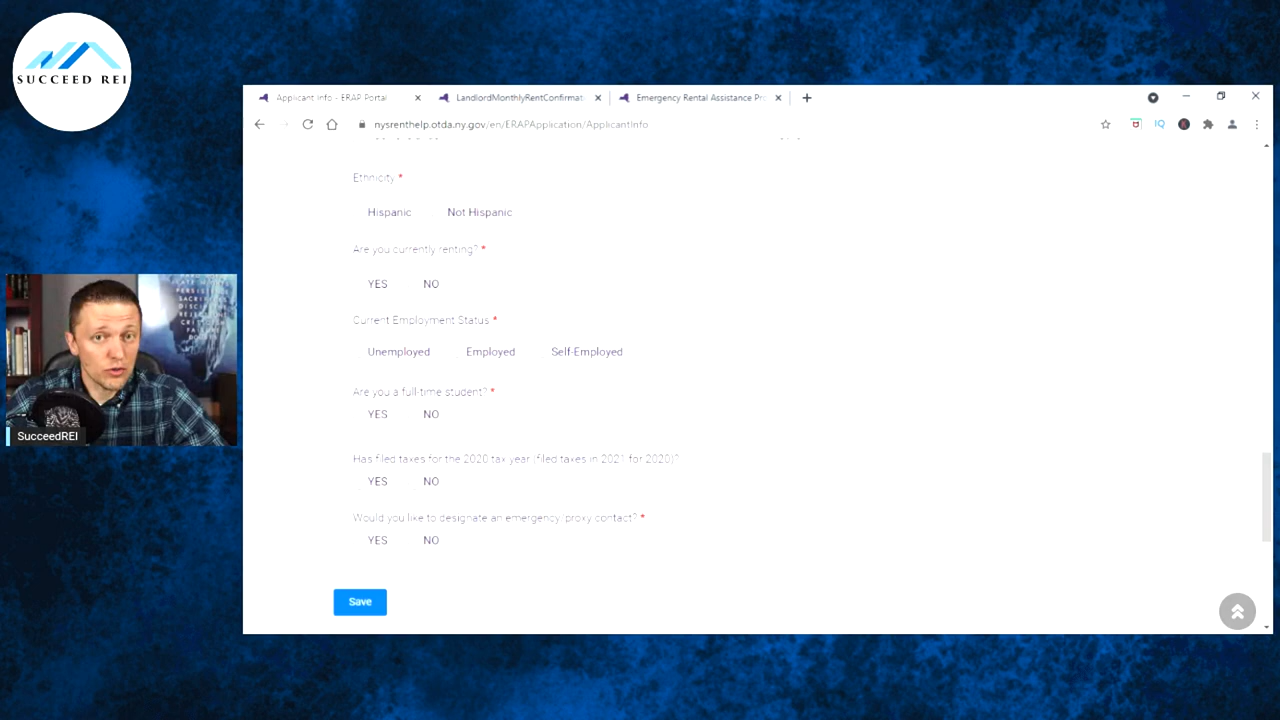 SUCCEED REI
Applicant Info - ERAP Portal
LandlordMonthlyRentConfirmat
Emergency Rental Assistance Pr
nysrenthelp.otda.ny.gov/en/ERAPApplication/ApplicantInfo
IQ
Ethnicity *
Hispanic Not Hispanic
Are you currently renting? *
YES NO
Current Employment Status *
Unemployed Employed Self-Employed
Are you a full-time student? *
YES NO
Has filed taxes for the 2020 tax year (filed taxes in 2021 for 2020)?
YES NO
Would you like to designate an emergency/proxy contact? *
YES NO
Save
SucceedREI